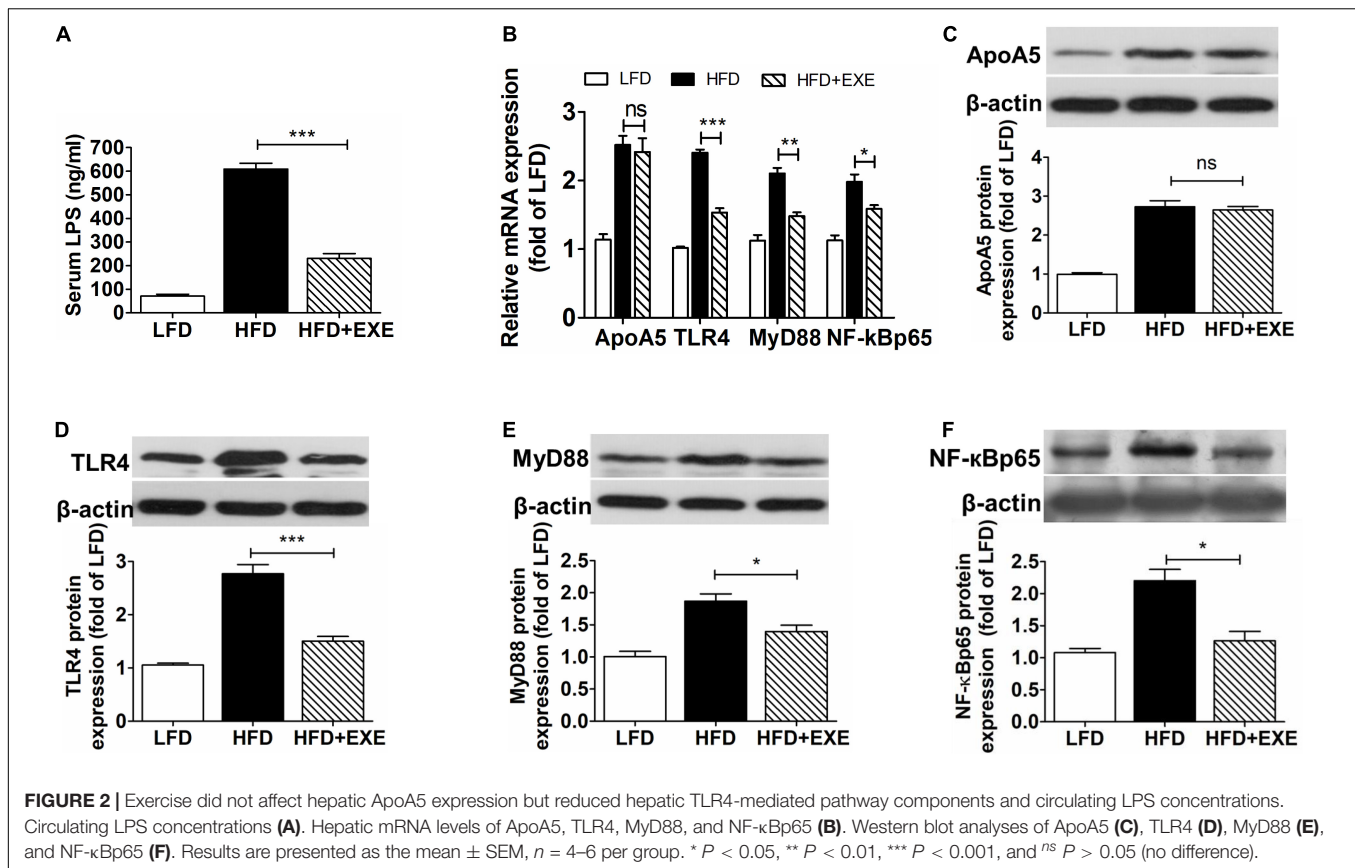 A
Serum LPS (ng/ml)
700
600
500
400
300
200
100
0
***
LFD
HFD
HFD+EXE
B
LFD HFD HFD+EXE
Relative mRNA expression
(fold of LFD)
3
2
1
0
ns
***
**
*
ApoA5 TLR4 MyD88 NF-kBp65
C
ApoA5
β-actin
ApoA5 protein
expression (fold of LFD)
4
3
2
1
0
ns
LFD HFD HFD+EXE
D
TLR4
β-actin
TLR4 protein
expression (fold of LFD)
3
2
1
0
***
LFD HFD HFD+EXE
E
MyD88
β-actin
MyD88 protein
expression (fold of LFD)
2.5
2.0
1.5
1.0
0.5
0.0
*
LFD HFD HFD+EXE
F
NF-κBp65
β-actin
NF-κBp65 protein
expression (fold of LFD)
2.5
2.0
1.5
1.0
0.5
0.0
*
LFD HFD HFD+EXE
FIGURE 2 | Exercise did not affect hepatic ApoA5 expression but reduced hepatic TLR4-mediated pathway components and circulating LPS concentrations.
Circulating LPS concentrations (A). Hepatic mRNA levels of ApoA5, TLR4, MyD88, and NF-κBp65 (B). Western blot analyses of ApoA5 (C), TLR4 (D), MyD88 (E),
and NF-κBp65 (F). Results are presented as the mean ± SEM, n = 4–6 per group. * P < 0.05, ** P < 0.01, *** P < 0.001, and ns P > 0.05 (no difference).